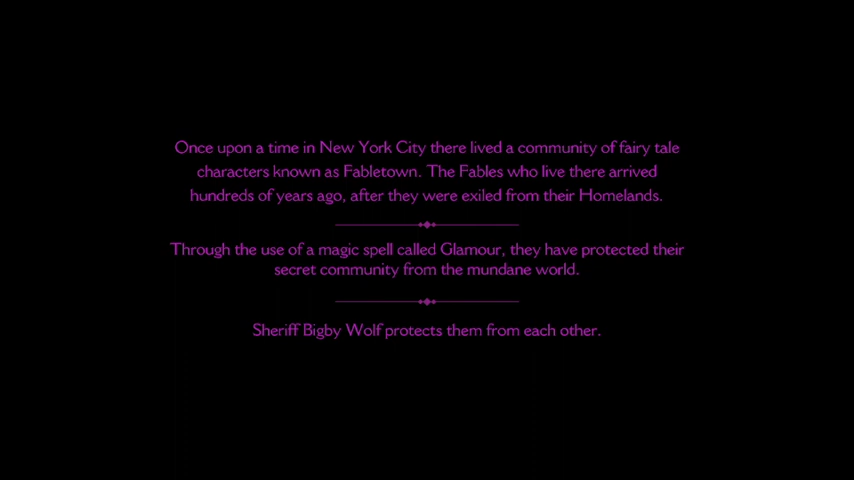 Once upon a time in New York City there lived a community of fairy tale
characters known as Fabletown. The Fables who live there arrived
hundreds of years ago, after they were exiled from their Homelands.
Through the use of a magic spell called Glamour, they have protected their
secret community from the mundane world.
Sheriff Bigby Wolf protects them from each other.